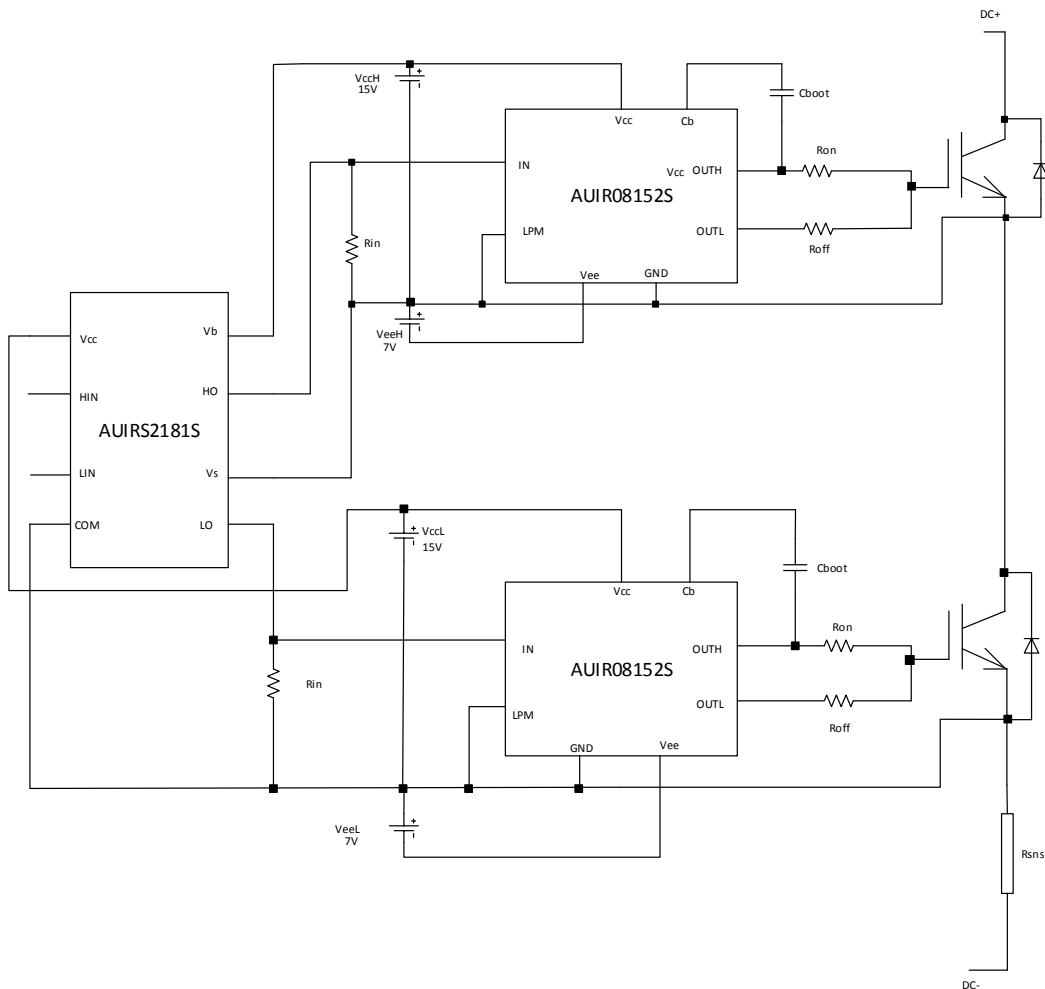 DC+
VccH
15V
Cboot
Vcc
Cb
Ron
IN
Vcc
OUTH
AUIR08152S
Rin
LPM
OUTL
Roff
Vee
GND
VeeH
7V
Vcc
Vb
HIN
HO
AUIRS2181S
LIN
Vs
COM
LO
VccL
15V
Cboot
Vcc
Cb
Ron
IN
OUTH
AUIR08152S
Rin
LPM
OUTL
Roff
GND
Vee
VeeL
7V
Rsns
DC-